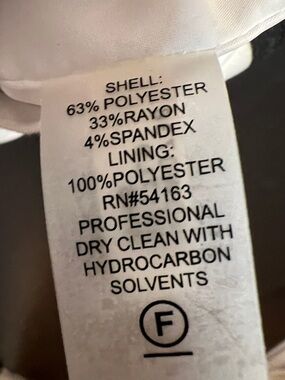 SHELL:
63% POLYESTER
33%RAYON
4%SPANDEX
LINING:
100%POLYESTER
RN#54163
PROFESSIONAL
DRY CLEAN WITH
HYDROCARBON
SOLVENTS
F